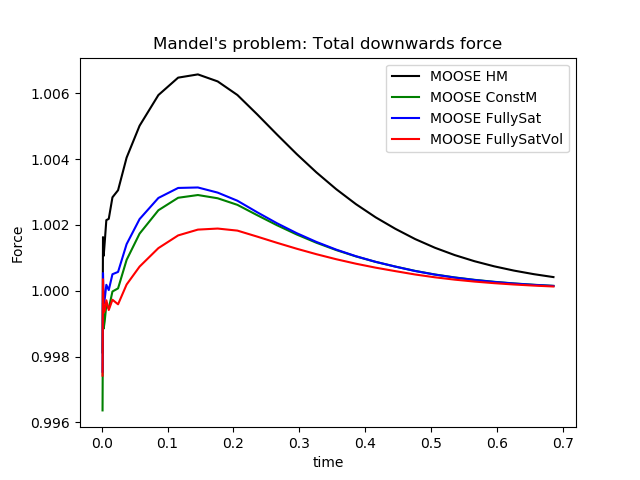 Mandel's problem: Total downwards force
MOOSE HM
MOOSE ConstM
MOOSE FullySat
MOOSE FullySatVol
Force
1.006
1.004
1.002
1.000
0.998
0.996
0.0 0.1 0.2 0.3 0.4 0.5 0.6 0.7
time